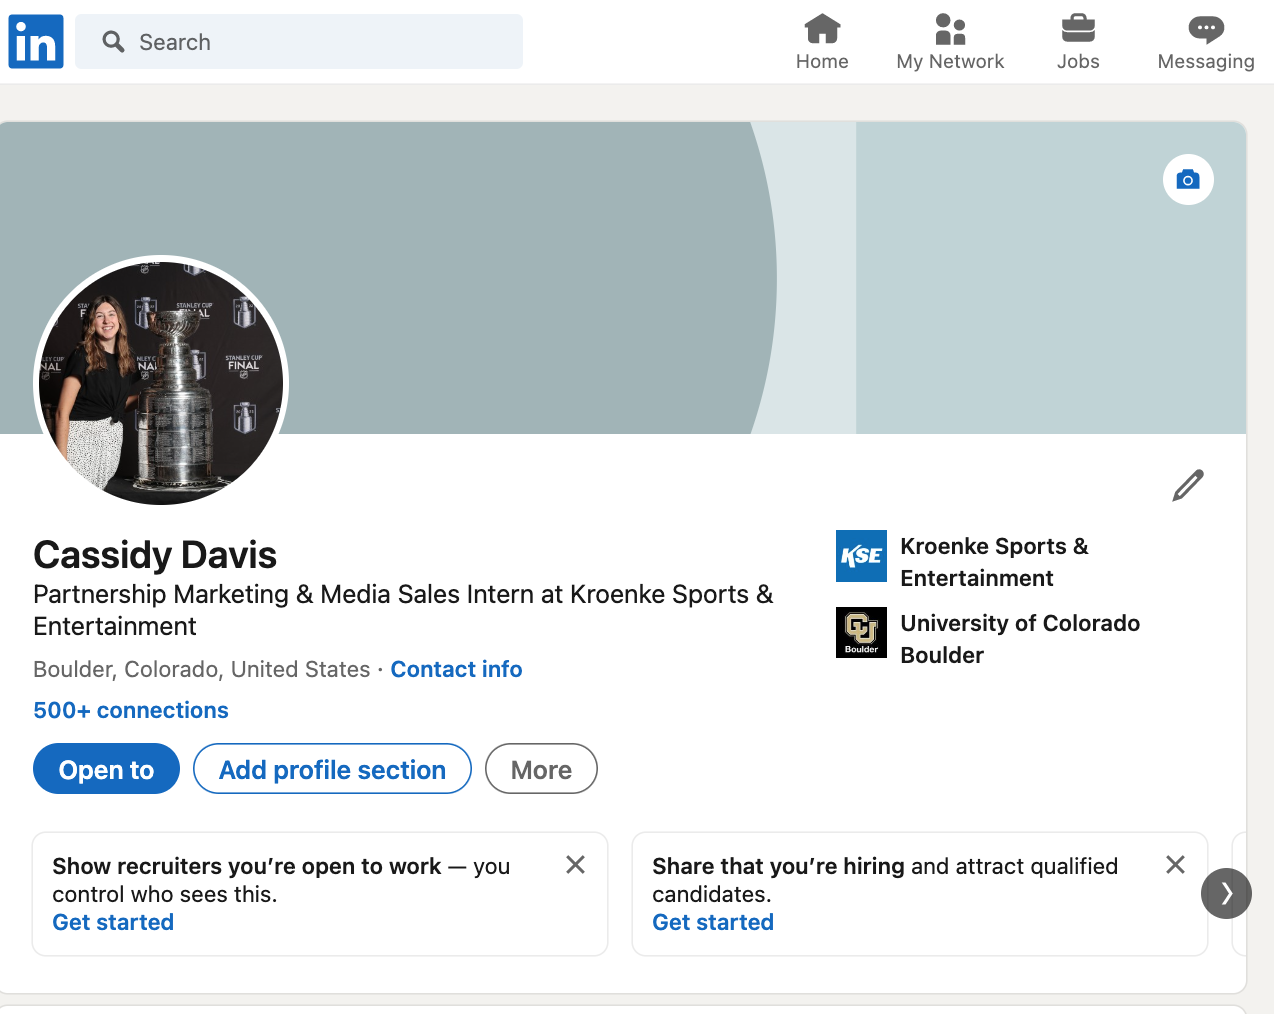 in
Search
Home
My Network
Jobs
Messaging
STANLEY CUP
STANLEY CUP
FINAL
Cassidy Davis
Partnership Marketing & Media Sales Intern at Kroenke Sports &
Entertainment
Boulder, Colorado, United States · Contact info
500+ connections
KSE
Kroenke Sports &
Entertainment
CU
Boulder
University of Colorado
Boulder
Open to
Add profile section
More
Show recruiters you’re open to work — you
control who sees this.
Get started
Share that you’re hiring and attract qualified
candidates.
Get started